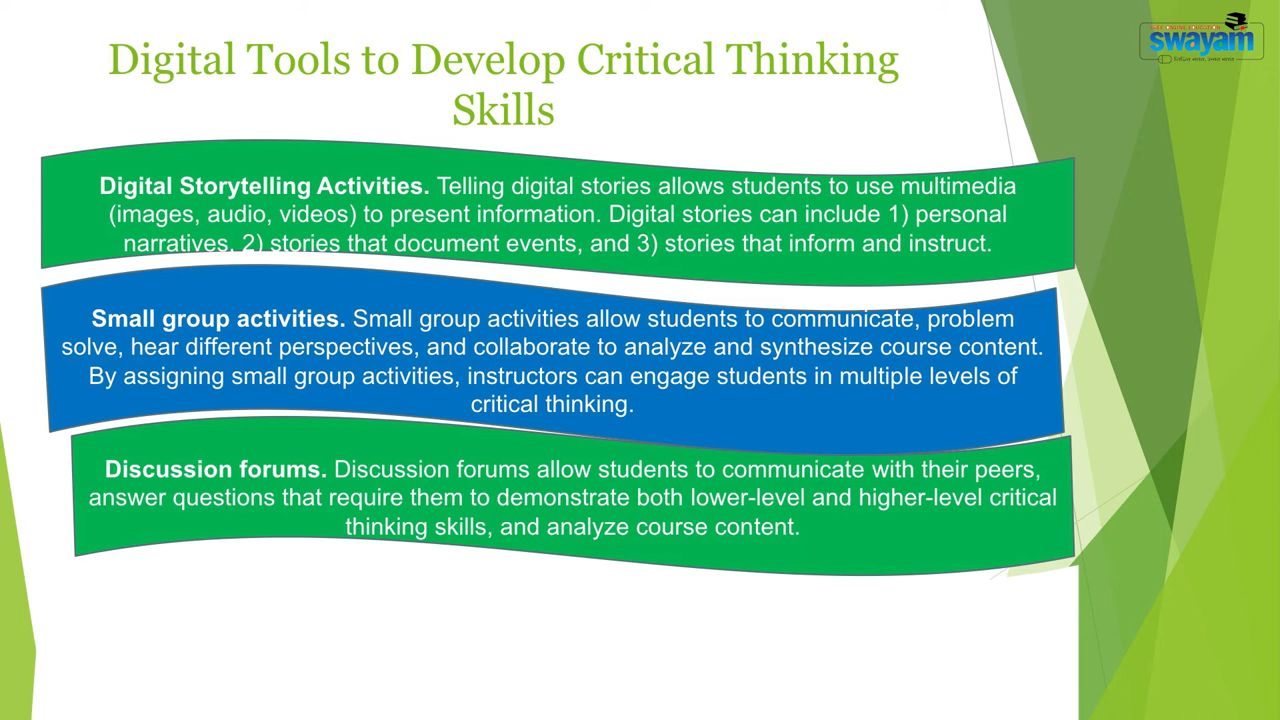 swayam
Digital Tools to Develop Critical Thinking
Skills
Digital Storytelling Activities. Telling digital stories allows students to use multimedia
(images, audio, videos) to present information. Digital stories can include 1) personal
narratives, 2) stories that document events, and 3) stories that inform and instruct.
Small group activities. Small group activities allow students to communicate, problem
solve, hear different perspectives, and collaborate to analyze and synthesize course content.
By assigning small group activities, instructors can engage students in multiple levels of
critical thinking.
Discussion forums. Discussion forums allow students to communicate with their peers,
answer questions that require them to demonstrate both lower-level and higher-level critical
thinking skills, and analyze course content.